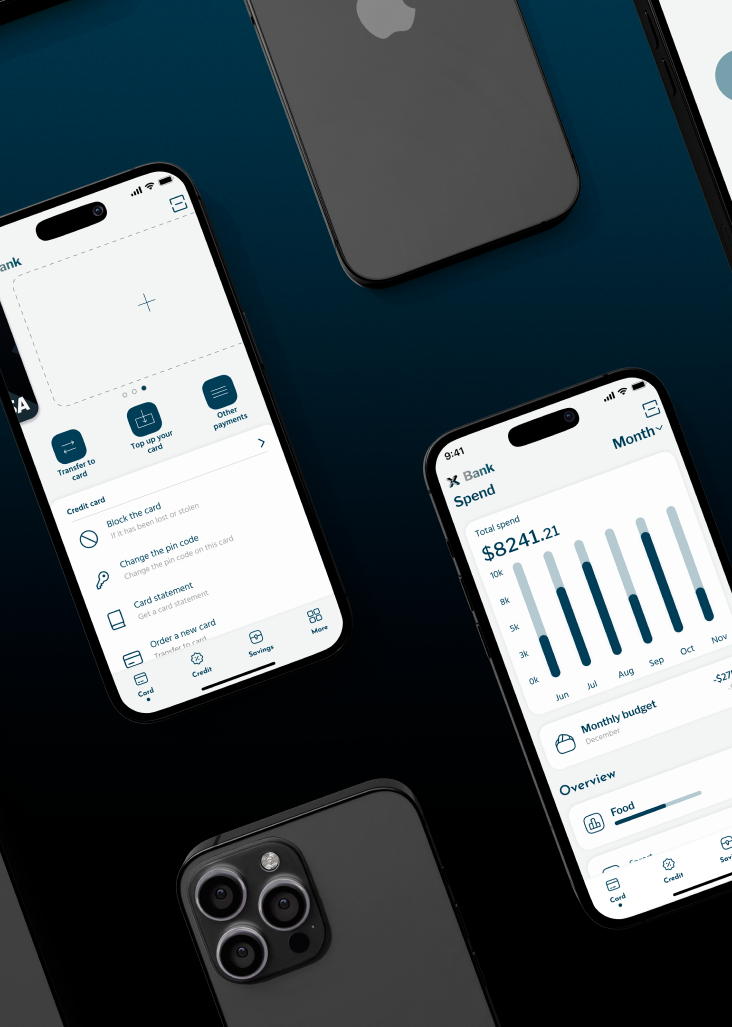 Bank
Transfer to
card
Top up your
card
Other
payments
Credit card
Block the card
If it has been lost or stolen
Change the pin code
Change the pin code on this card
Card statement
Get a card statement
Order a new card
Transfer to card
Card
Credit
Savings
More
9:41
Bank
Spend
Month
Total spend
$8241.21
10k
8k
5k
3k
0k
Jun
Jul
Aug
Sep
Oct
Nov
Monthly budget
December
Overview
Food
Card
Credit